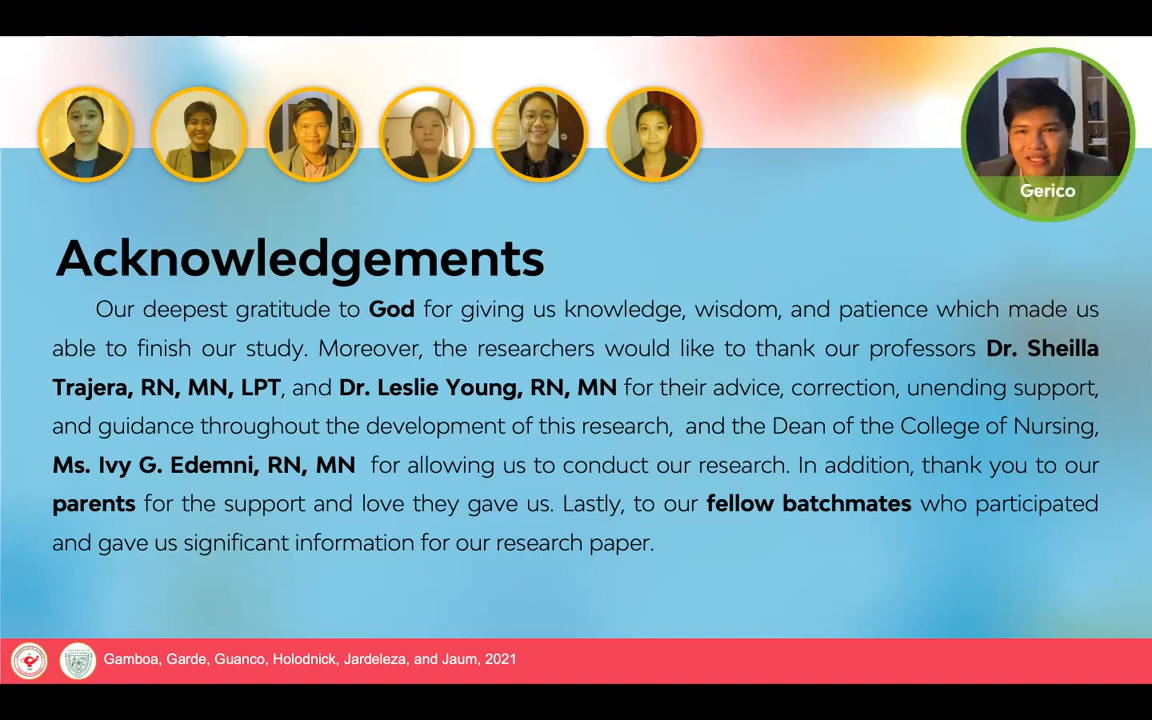 Gerico
Acknowledgements
Our deepest gratitude to God for giving us knowledge, wisdom, and patience which made us
able to finish our study. Moreover, the researchers would like to thank our professors Dr. Sheilla
Trajera, RN, MN, LPT, and Dr. Leslie Young, RN, MN for their advice, correction, unending support,
and guidance throughout the development of this research, and the Dean of the College of Nursing,
Ms. Ivy G. Edemni, RN, MN for allowing us to conduct our research. In addition, thank you to our
parents for the support and love they gave us. Lastly, to our fellow batchmates who participated
and gave us significant information for our research paper.
Gamboa, Garde, Guanco, Holodnick, Jardeleza, and Jaum, 2021